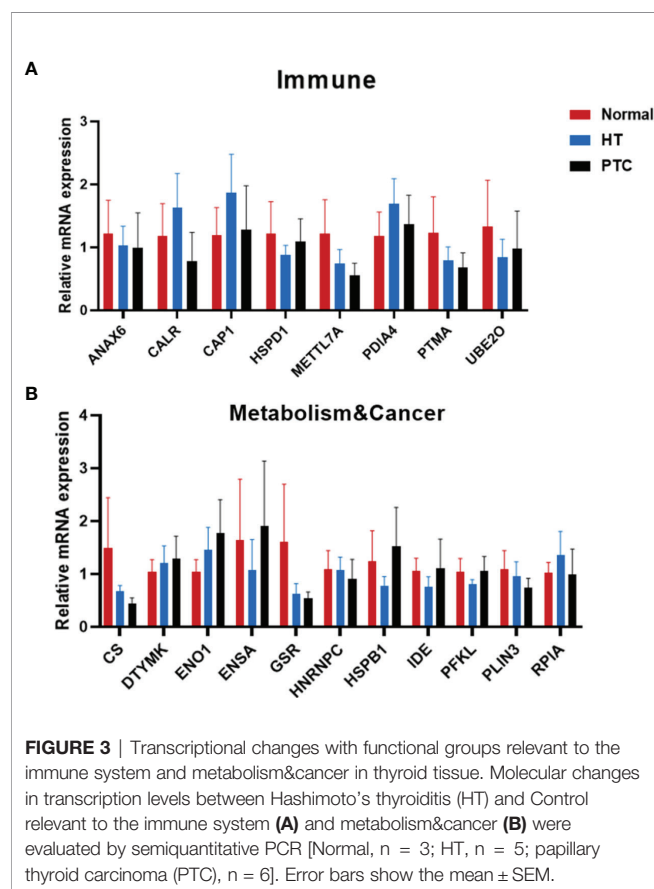 A
Immune
Relative mRNA expression
3
2
1
0
Normal
HT
PTC
ANAX6
CALR
CAP1
HSPD1
METTL7A
PDIA4
PTMA
UBE2O
B
Metabolism&Cancer
Relative mRNA expression
4
3
2
1
0
CS
DTYMK
ENO1
ENSA
GSR
HNRNPC
HSPB1
IDE
PFKL
PLIN3
RPIA
FIGURE 3 | Transcriptional changes with functional groups relevant to the
immune system and metabolism&cancer in thyroid tissue. Molecular changes
in transcription levels between Hashimoto's thyroiditis (HT) and Control
relevant to the immune system (A) and metabolism&cancer (B) were
evaluated by semiquantitative PCR [Normal, n = 3; HT, n = 5; papillary
thyroid carcinoma (PTC), n = 6]. Error bars show the mean ± SEM.